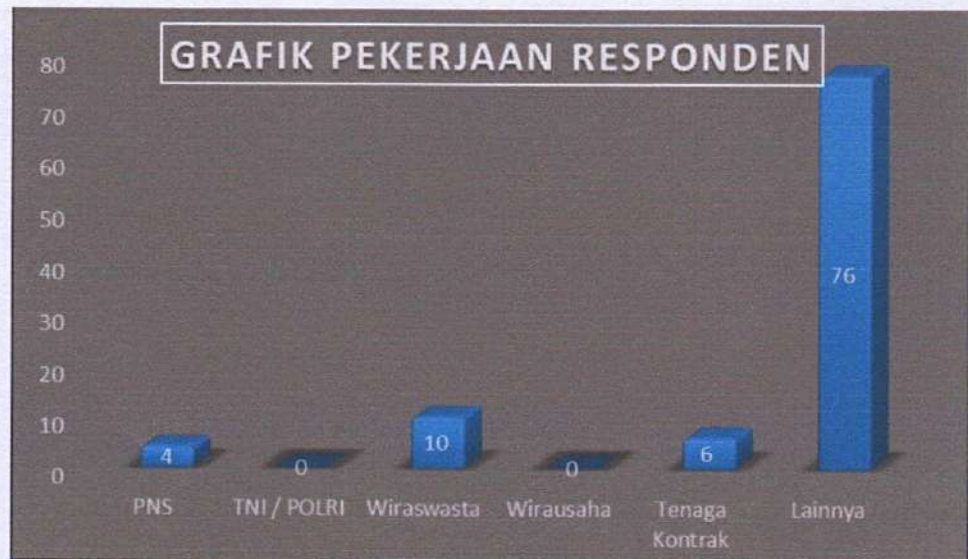 GRAFIK PEKERJAAN RESPONDEN
80
70
60
50
40
30
20
10
0
4
0
10
0
6
76
PNS
TNI / POLRI
Wiraswasta
Wirausaha
Tenaga
Kontrak
Lainnya